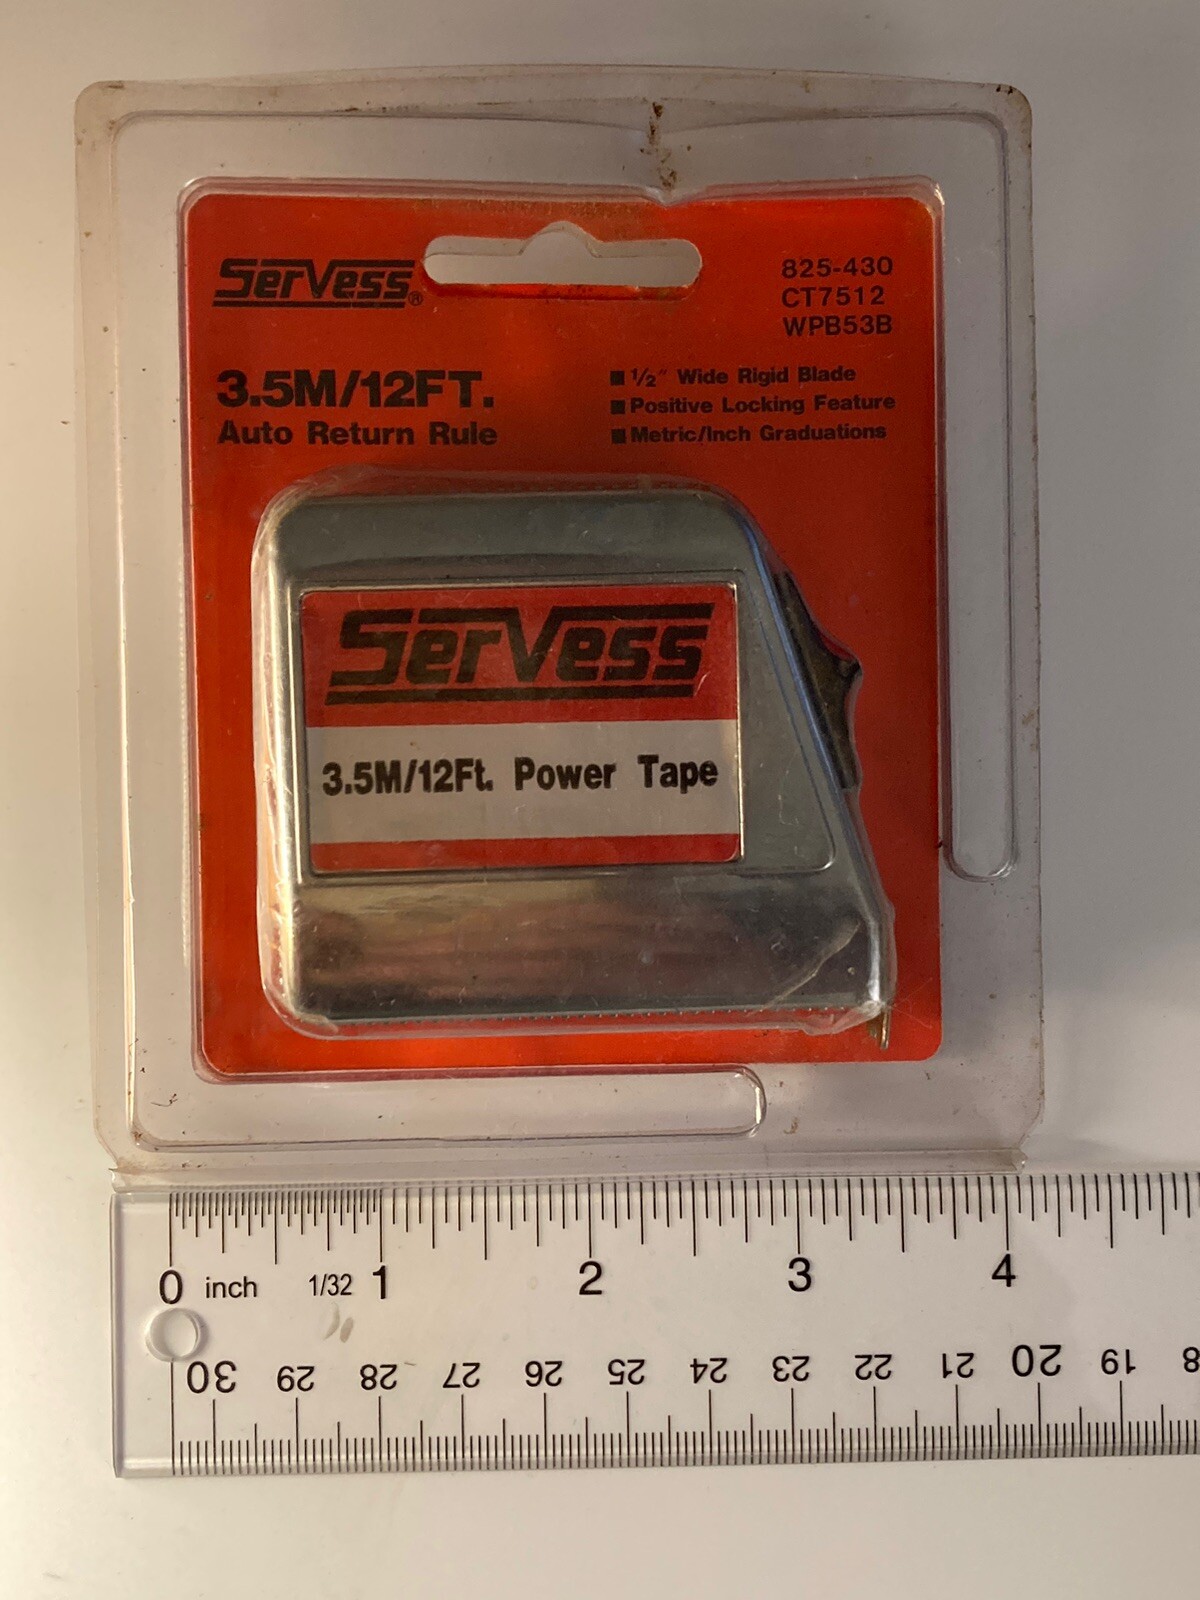 SerVess®
825-430
CT7512
WPB53B
3.5M/12FT.
Auto Return Rule
■ 1/2″ Wide Rigid Blade
■ Positive Locking Feature
■ Metric/Inch Graduations
SerVess
3.5M/12Ft. Power Tape
0 inch 1/32 1 2 3 4
30 29 28 27 26 25 24 23 22 21 20 19 8